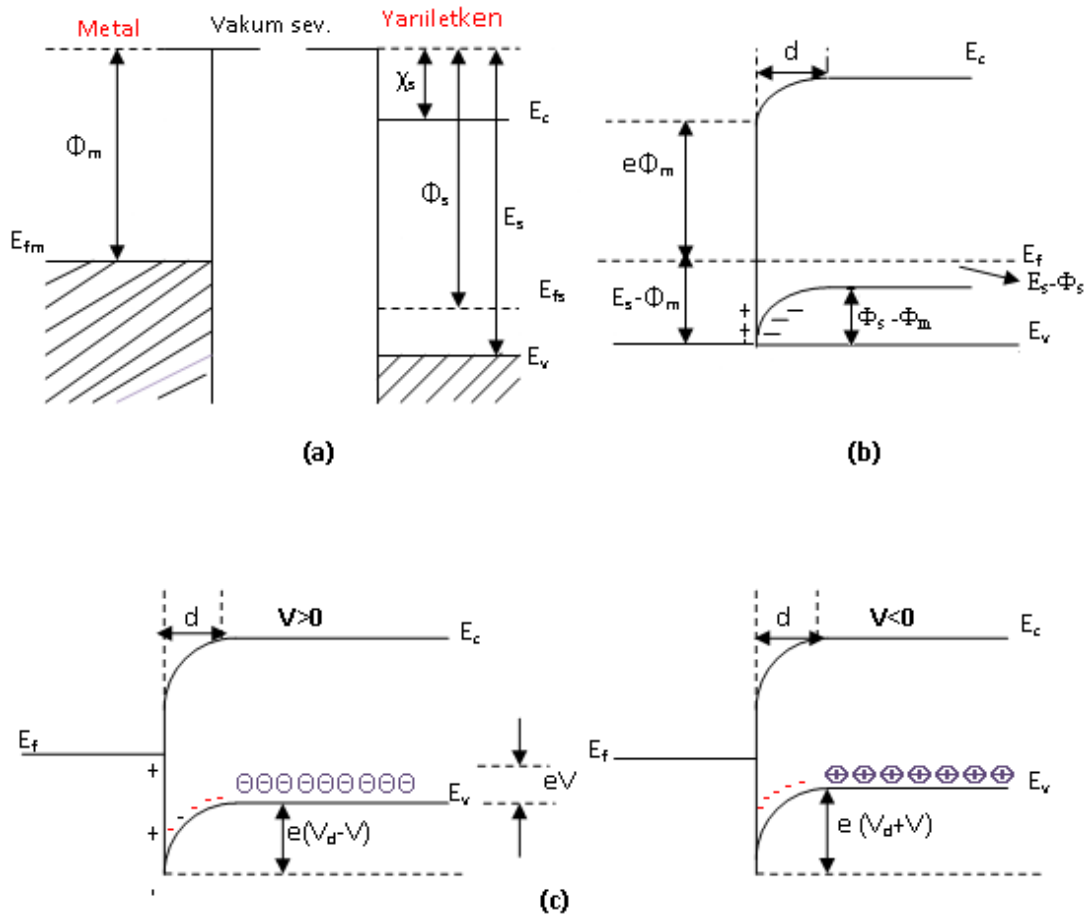 Metal
Vakum sev.
Yarıiletken
χs
Ec
Φm
Φs
Es
Efm
Efs
Ev
(a)
d
Ec
eΦm
Ef
Es-Φs
Es-Φm
+
+
Φs -Φm
Ev
(b)
d
V>0
Ec
Ef
+
+
Ev
eV
e(Vd-V)
d
V<0
Ec
Ef
Ev
e (Vd+V)
(c)